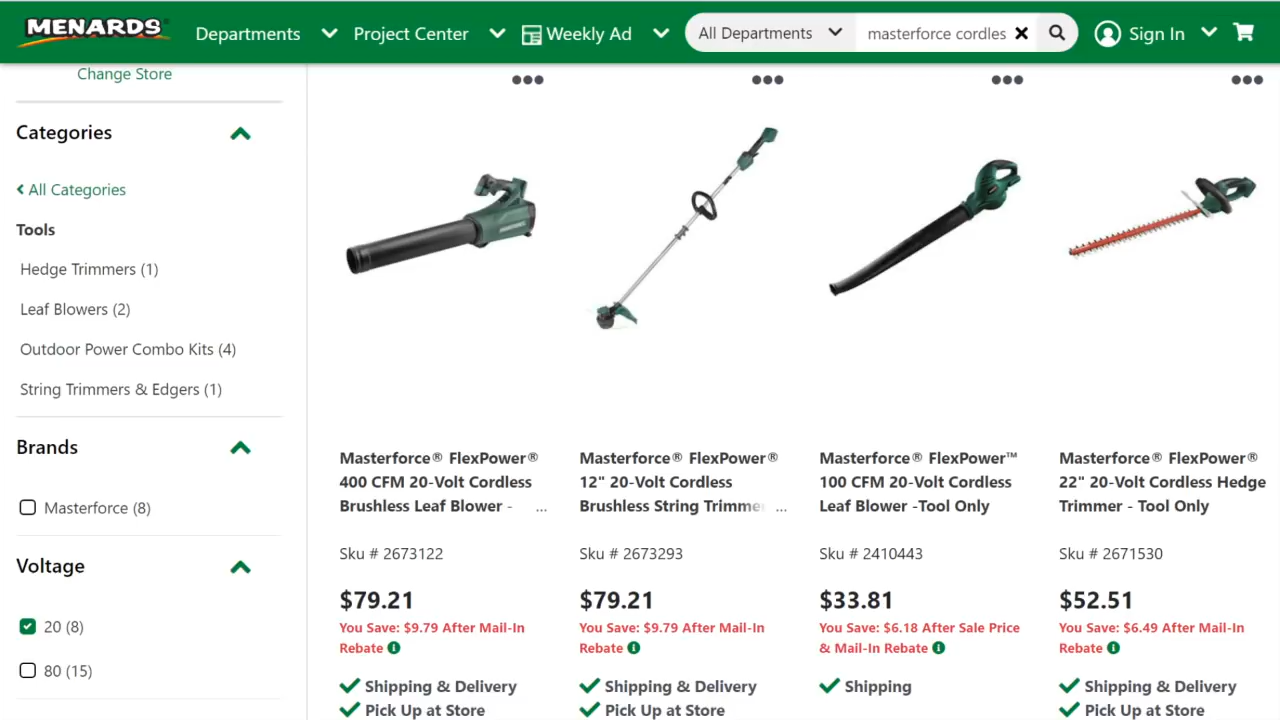 MENARDS®
Departments
Project Center
Weekly Ad
All Departments
masterforce cordles
Sign In
Change Store
Categories
All Categories
Tools
Hedge Trimmers (1)
Leaf Blowers (2)
Outdoor Power Combo Kits (4)
String Trimmers & Edgers (1)
Brands
Masterforce (8)
Voltage
20 (8)
80 (15)
Masterforce® FlexPower®
400 CFM 20-Volt Cordless
Brushless Leaf Blower - ...
Sku # 2673122
$79.21
You Save: $9.79 After Mail-In
Rebate
Shipping & Delivery
Pick Up at Store
Masterforce® FlexPower®
12" 20-Volt Cordless
Brushless String Trimme ...
Sku # 2673293
$79.21
You Save: $9.79 After Mail-In
Rebate
Shipping & Delivery
Pick Up at Store
Masterforce® FlexPower™
100 CFM 20-Volt Cordless
Leaf Blower -Tool Only
Sku # 2410443
$33.81
You Save: $6.18 After Sale Price
& Mail-In Rebate
Shipping
Masterforce® FlexPower®
22" 20-Volt Cordless Hedge
Trimmer - Tool Only
Sku # 2671530
$52.51
You Save: $6.49 After Mail-In
Rebate
Shipping & Delivery
Pick Up at Store